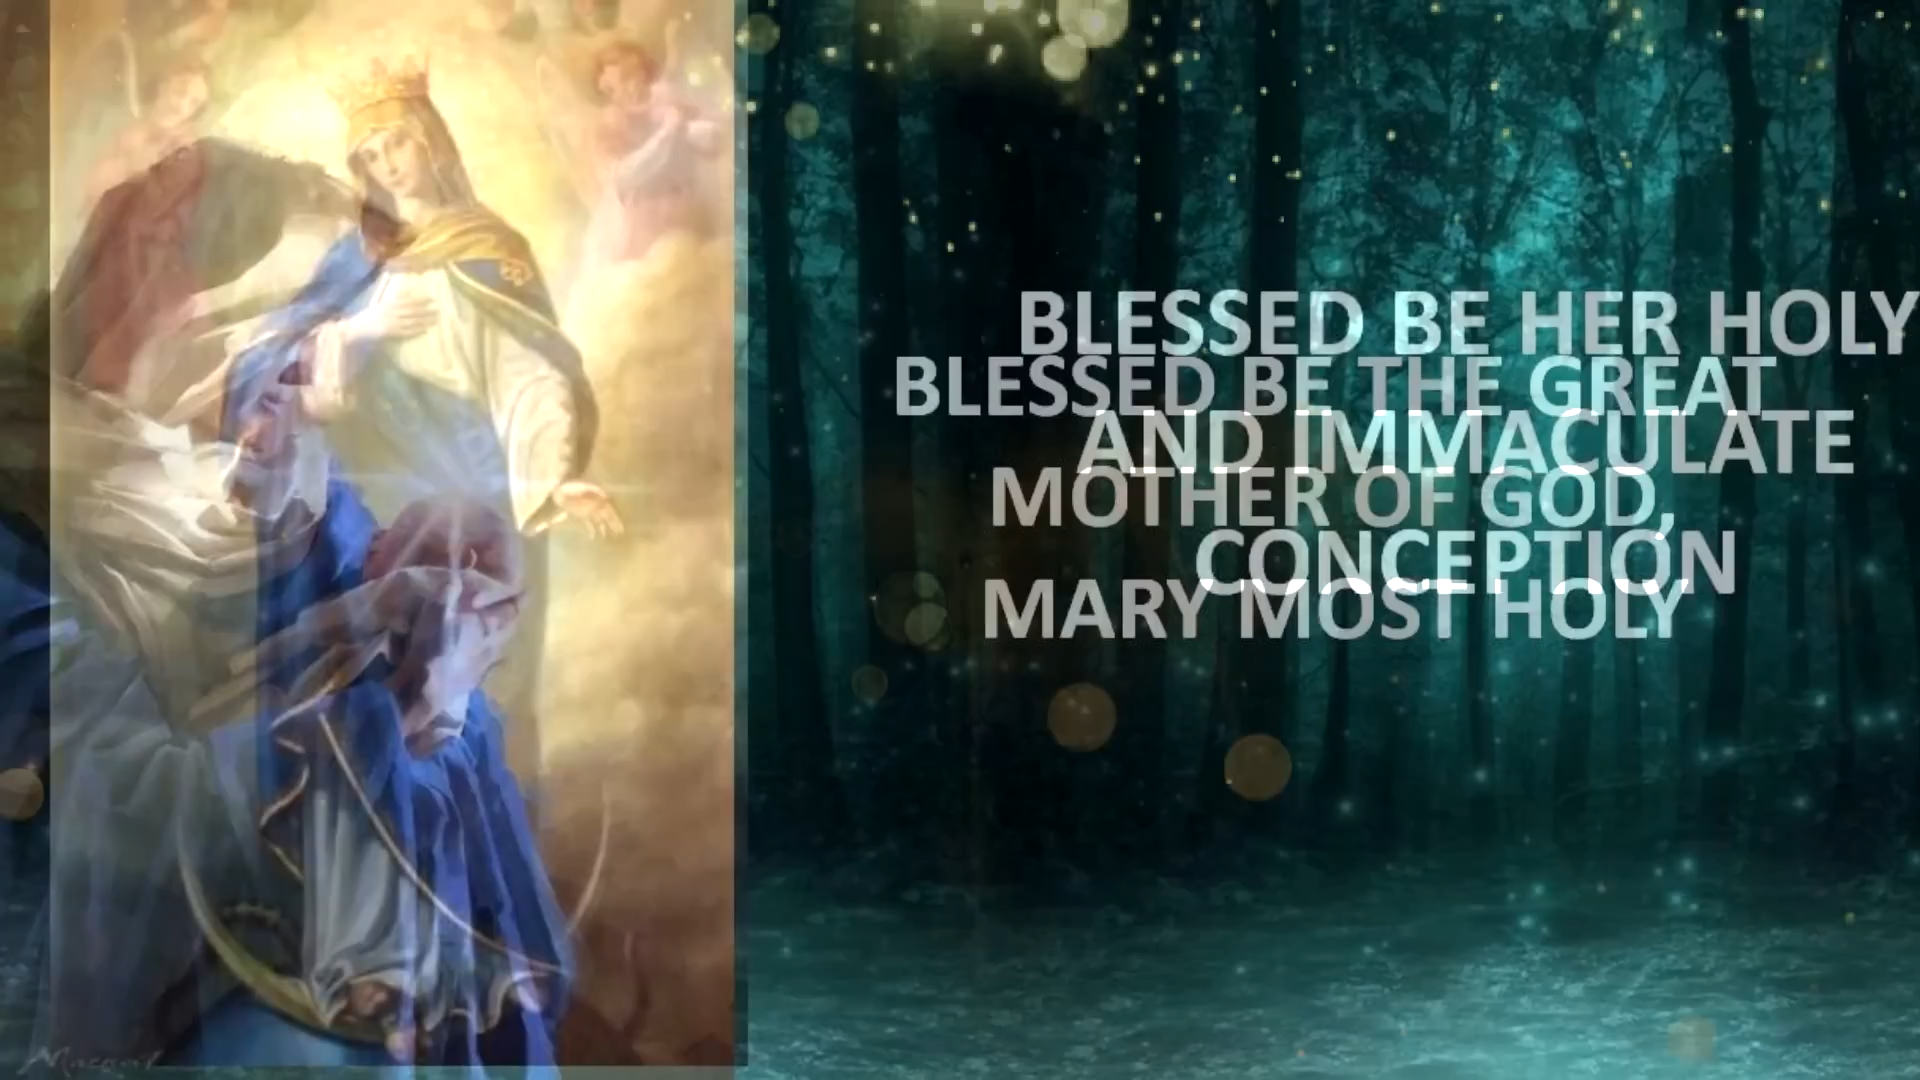 BLESSED BE HER HOLY
BLESSED BE THE GREAT
AND IMMACULATE
MOTHER OF GOD,
CONCEPTION
MARY MOST HOLY